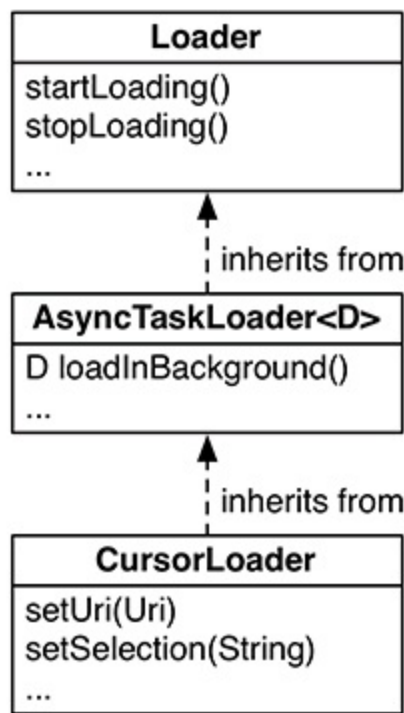 Loader
startLoading()
stopLoading()
...
inherits from
AsyncTaskLoader<D>
D loadInBackground()
...
inherits from
CursorLoader
setUri(Uri)
setSelection(String)
...